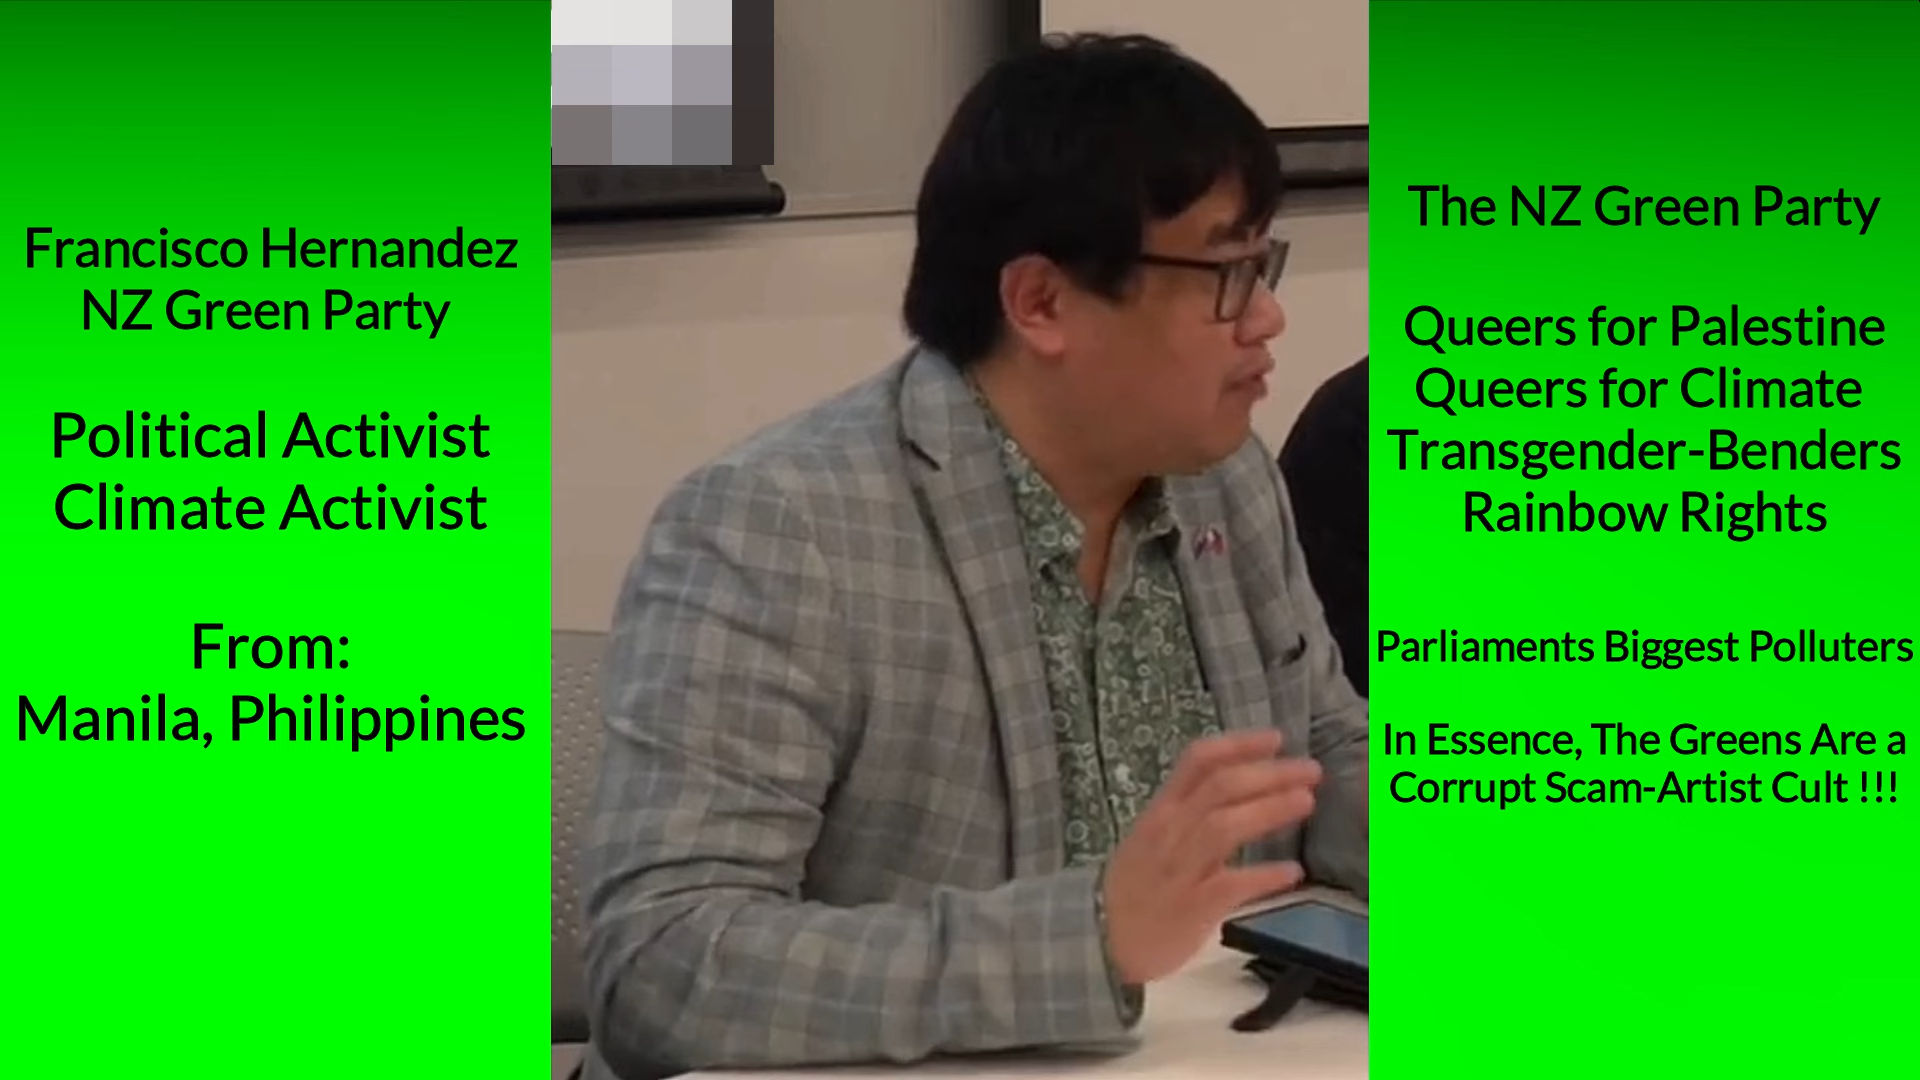 Francisco Hernandez
NZ Green Party
Political Activist
Climate Activist
From:
Manila, Philippines
The NZ Green Party
Queers for Palestine
Queers for Climate
Transgender-Benders
Rainbow Rights
Parliaments Biggest Polluters
In Essence, The Greens Are a
Corrupt Scam-Artist Cult !!!